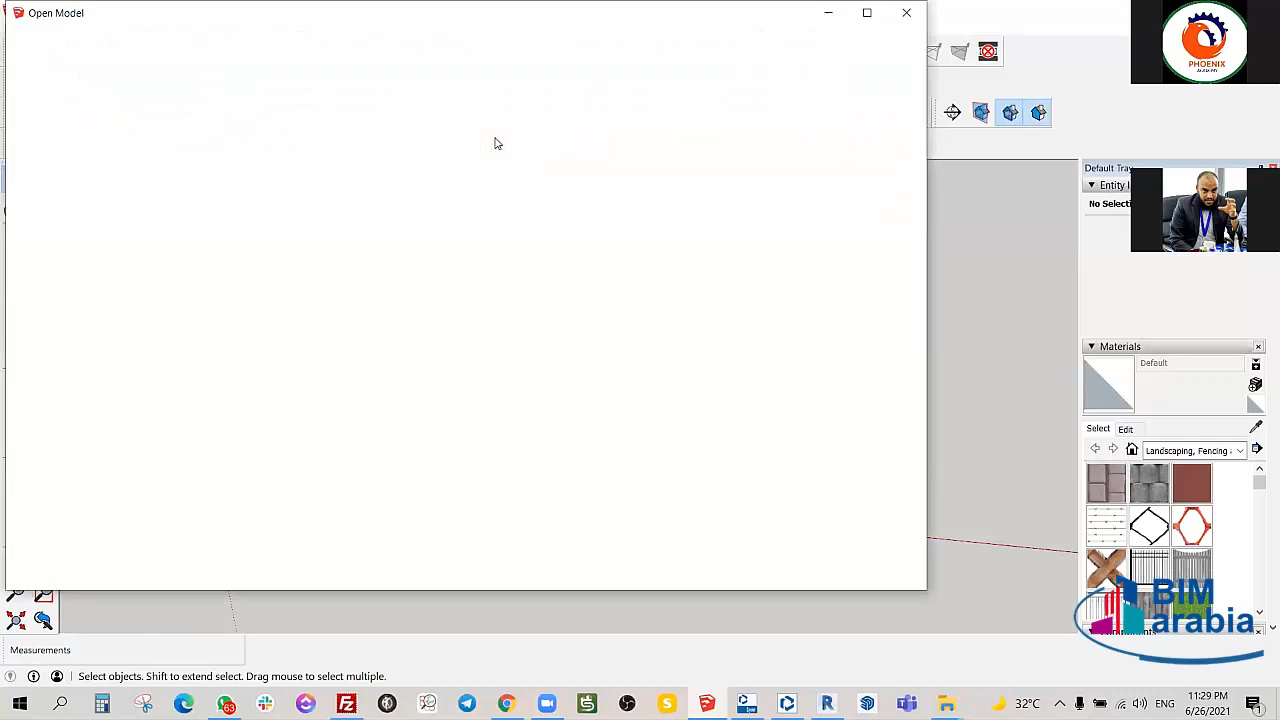 Open Model
PHOENIX
ACADEMY
Default Tray
Entity I
No Selecti
Materials
Default
Select Edit
Landscaping, Fencing
BIM
arabia
Measurements
Select objects. Shift to extend select. Drag mouse to select multiple.
63
32°C
11:29 PM
6/26/2021